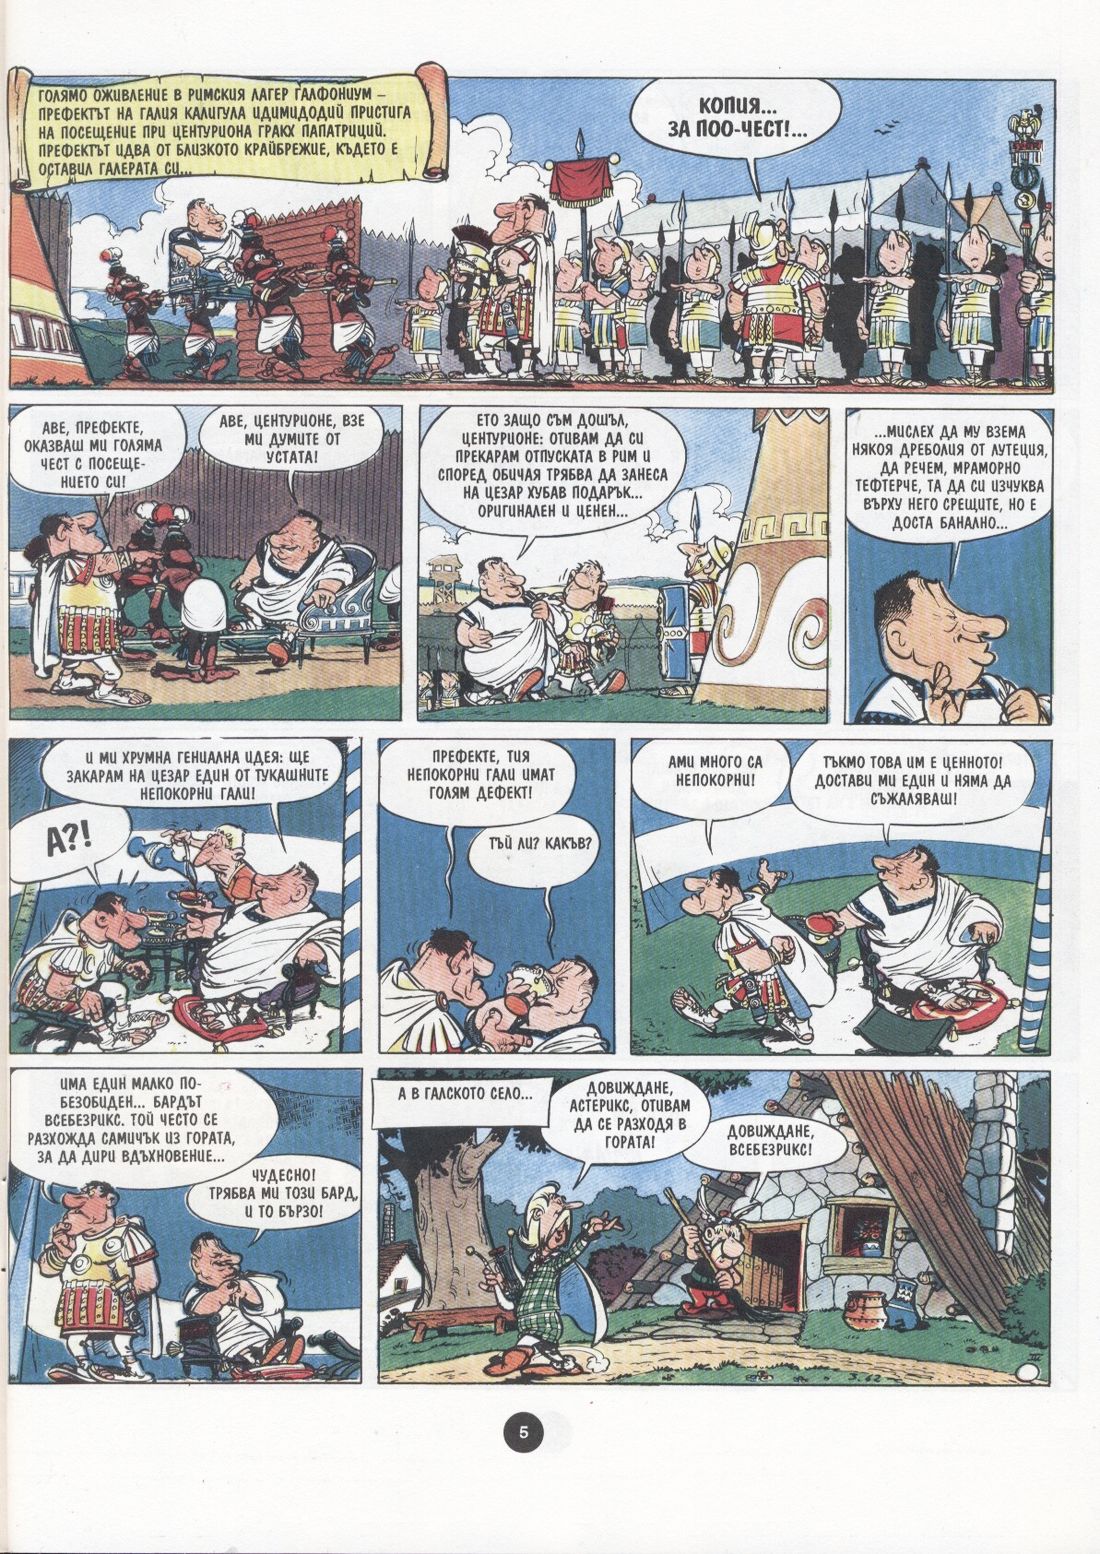 ГОЛЯМО ОЖИВЛЕНИЕ В РИМСКИЯ ЛАГЕР ГАЛФОНИУМ –
ПРЕФЕКТЪТ НА ГАЛИЯ КАЛИГУЛА ИДИМИДОДИЙ ПРИСТИГА
НА ПОСЕЩЕНИЕ ПРИ ЦЕНТУРИОНА ГРАКХ ПАПАТРИЦИЙ.
ПРЕФЕКТЪТ ИДВА ОТ БЛИЗКОТО КРАЙБРЕЖИЕ, КЪДЕТО Е
ОСТАВИЛ ГАЛЕРАТА СИ...
КОПИЯ...
ЗА ПОО-ЧЕСТ!...
АВЕ, ПРЕФЕКТЕ,
ОКАЗВАШ МИ ГОЛЯМА
ЧЕСТ С ПОСЕЩЕ-
НИЕТО СИ!
АВЕ, ЦЕНТУРИОНЕ, ВЗЕ
МИ ДУМИТЕ ОТ
УСТАТА!
ЕТО ЗАЩО СЪМ ДОШЪЛ,
ЦЕНТУРИОНЕ: ОТИВАМ ДА СИ
ПРЕКАРАМ ОТПУСКАТА В РИМ И
СПОРЕД ОБИЧАЯ ТРЯБВА ДА ЗАНЕСА
НА ЦЕЗАР ХУБАВ ПОДАРЪК...
ОРИГИНАЛЕН И ЦЕНЕН...
...МИСЛЕХ ДА МУ ВЗЕМА
НЯКОЯ ДРЕБОЛИЯ ОТ ЛУТЕЦИЯ,
ДА РЕЧЕМ, МРАМОРНО
ТЕФТЕРЧЕ, ТА ДА СИ ИЗЧУКВА
ВЪРХУ НЕГО СРЕЩИТЕ, НО Е
ДОСТА БАНАЛНО...
И МИ ХРУМНА ГЕНИАЛНА ИДЕЯ: ЩЕ
ЗАКАРАМ НА ЦЕЗАР ЕДИН ОТ ТУКАШНИТЕ
НЕПОКОРНИ ГАЛИ!
А?!
ПРЕФЕКТЕ, ТИЯ
НЕПОКОРНИ ГАЛИ ИМАТ
ГОЛЯМ ДЕФЕКТ!
ТЪЙ ЛИ? КАКЪВ?
АМИ МНОГО СА
НЕПОКОРНИ!
ТЪКМО ТОВА ИМ Е ЦЕННОТО!
ДОСТАВИ МИ ЕДИН И НЯМА ДА
СЪЖАЛЯВАШ!
ИМА ЕДИН МАЛКО ПО-
БЕЗОБИДЕН... БАРДЪТ
ВСЕБЕЗРИКС. ТОЙ ЧЕСТО СЕ
РАЗХОЖДА САМИЧЪК ИЗ ГОРАТА,
ЗА ДА ДИРИ ВДЪХНОВЕНИЕ...
ЧУДЕСНО!
ТРЯБВА МИ ТОЗИ БАРД,
И ТО БЪРЗО!
А В ГАЛСКОТО СЕЛО...
ДОВИЖДАНЕ,
АСТЕРИКС, ОТИВАМ
ДА СЕ РАЗХОДЯ В
ГОРАТА!
ДОВИЖДАНЕ,
ВСЕБЕЗРИКС!
III
5